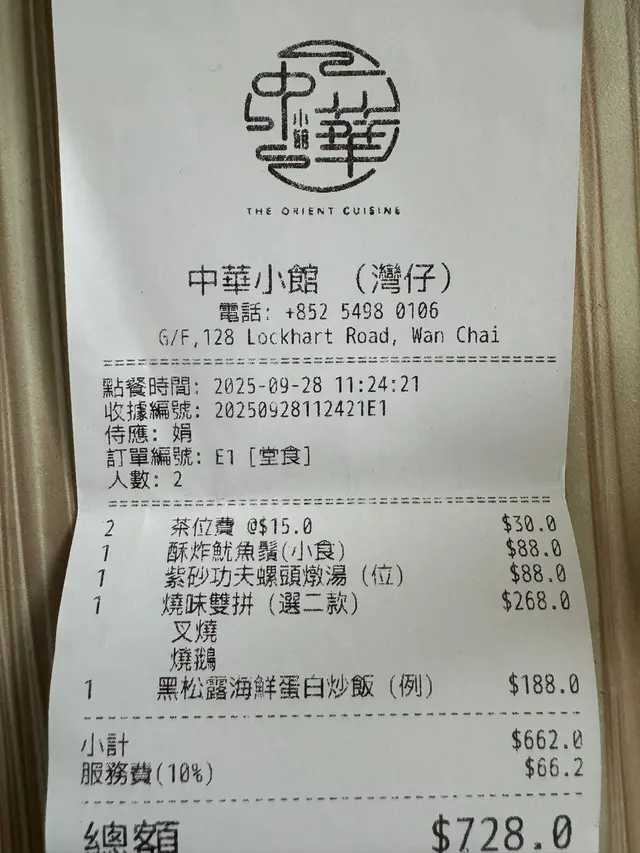 中華
小館
THE ORIENT CUISINE
中華小館 (灣仔)
電話: +852 5498 0106
G/F,128 Lockhart Road, Wan Chai
點餐時間: 2025-09-28 11:24:21
收據編號: 20250928112421E1
侍應: 娟
訂單編號: E1 [堂食]
人數: 2
2 茶位費 @$15.0 $30.0
1 酥炸魷魚鬚(小食) $88.0
1 紫砂功夫螺頭燉湯 (位) $88.0
1 燒味雙拼 (選二款) $268.0
叉燒
燒鵝
1 黑松露海鮮蛋白炒飯 (例) $188.0
小計 $662.0
服務費(10%) $66.2
總額 $728.0